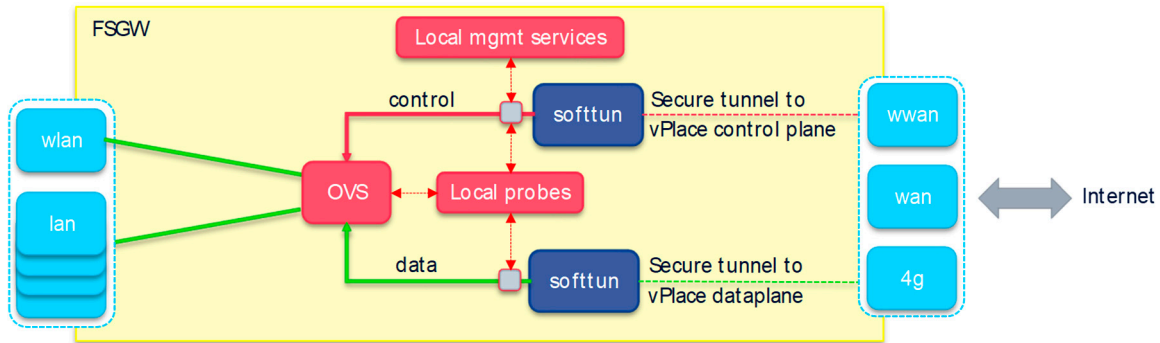 FSGW
Local mgmt services
control
softtun
Secure tunnel to
vPlace control plane
wwan
wlan
OVS
Local probes
wan
Internet
lan
data
softtun
Secure tunnel to
vPlace dataplane
4g